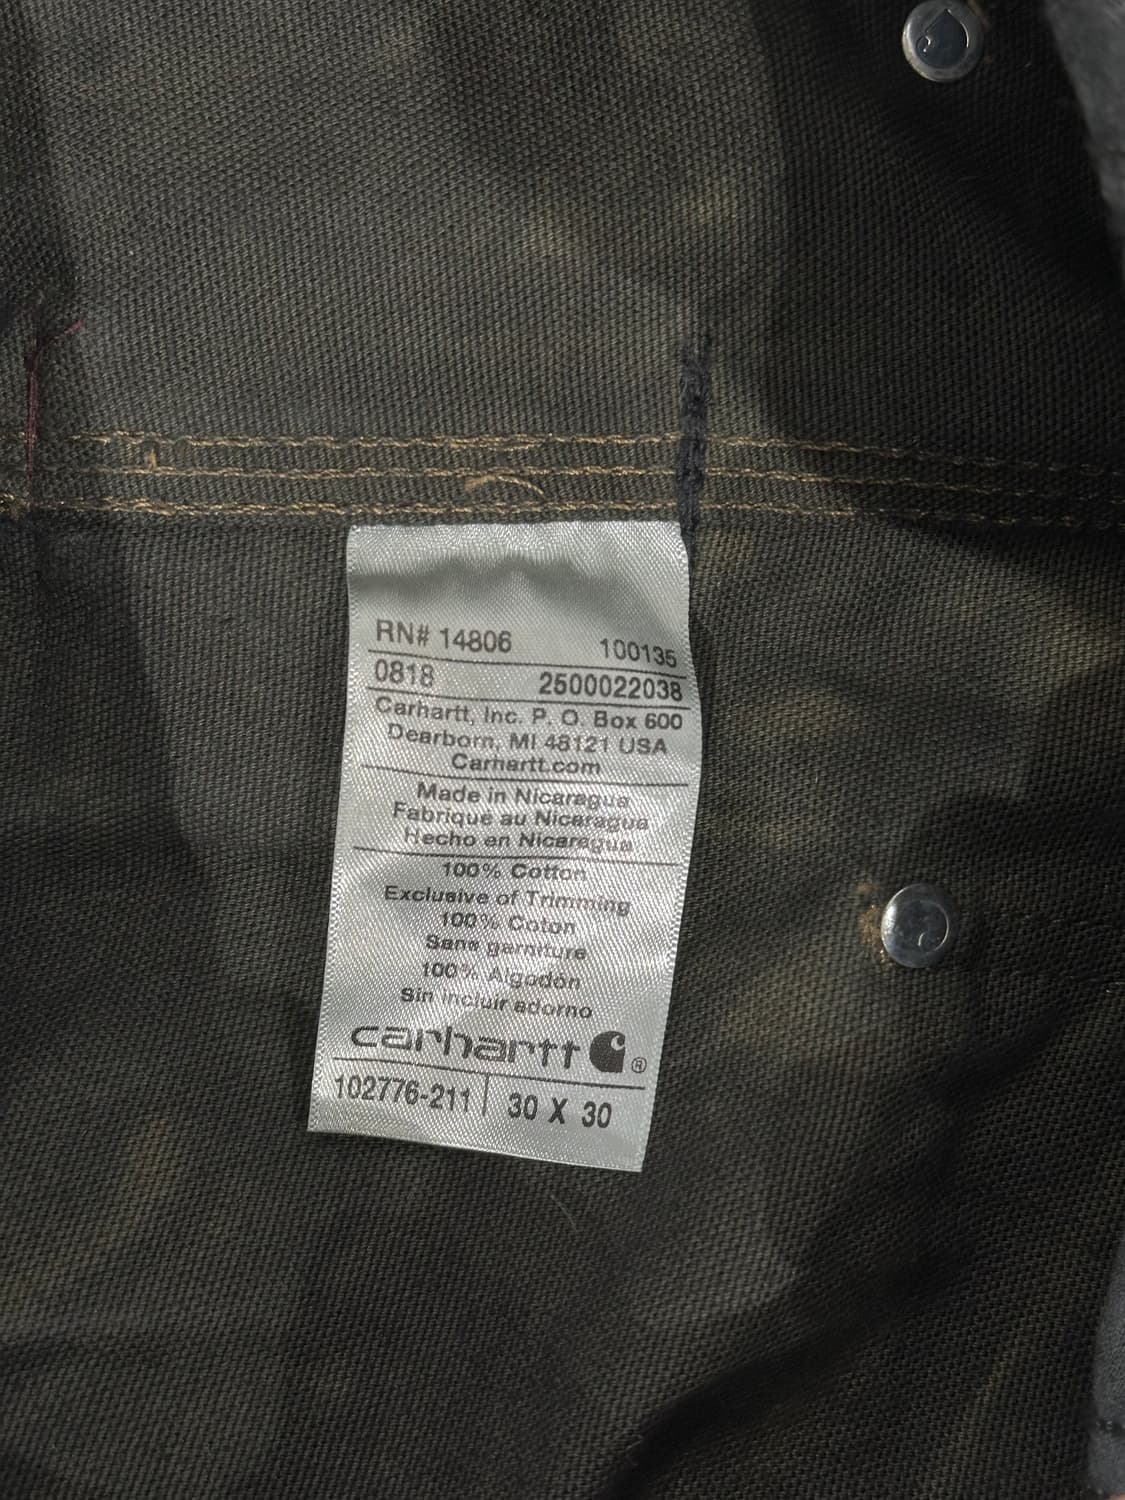 RN# 14806 100135
0818 2500022038
Carhartt, Inc. P. O. Box 600
Dearborn, MI 48121 USA
Carhartt.com
Made in Nicaragua
Fabriqué au Nicaragua
Hecho en Nicaragua
100% Cotton
Exclusive of Trimming
100% Coton
Sans garniture
100% Algodón
Sin incluir adorno
carhartt ®
102776-211 30 X 30